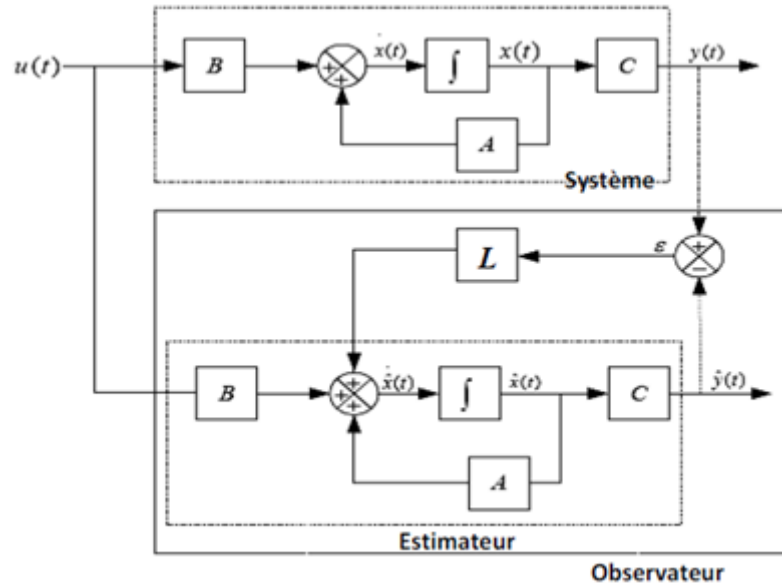 u(t)
B
+
+
ẋ(t)
∫
x(t)
C
y(t)
A
Système
L
ε
+
−
B
+
+
+
x̂̇(t)
∫
x̂(t)
C
ŷ(t)
A
Estimateur
Observateur